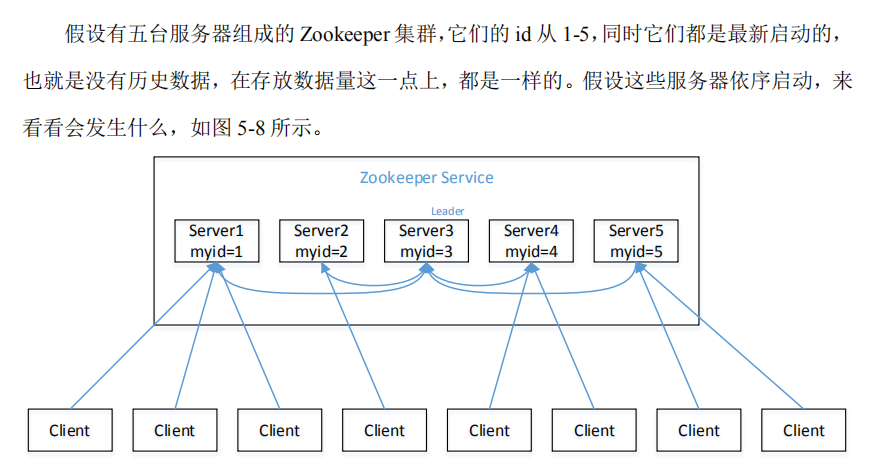 假设有五台服务器组成的 Zookeeper 集群，它们的 id 从 1-5，同时它们都是最新启动的，
也就是没有历史数据，在存放数据量这一点上，都是一样的。假设这些服务器依序启动，来
看看会发生什么，如图 5-8 所示。
Zookeeper Service
Leader
Server1 Server2 Server3 Server4 Server5
myid=1 myid=2 myid=3 myid=4 myid=5
Client Client Client Client Client Client Client Client